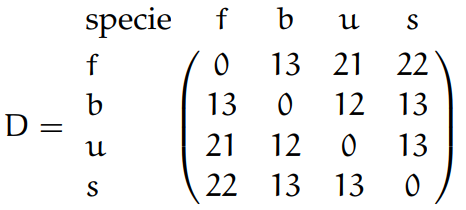 specie f b u s
f 0 13 21 22
b 13 0 12 13
D = u 21 12 0 13
s 22 13 13 0